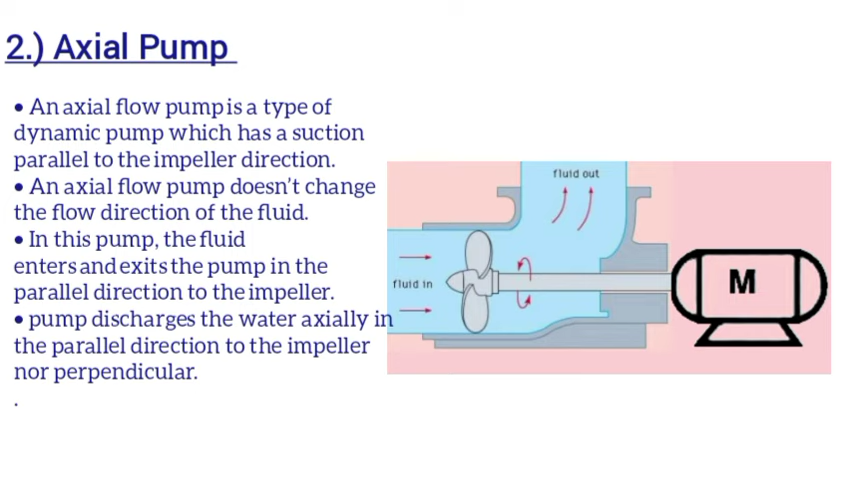 2.) Axial Pump
• An axial flow pump is a type of
dynamic pump which has a suction
parallel to the impeller direction.
• An axial flow pump doesn't change
the flow direction of the fluid.
• In this pump, the fluid
enters and exits the pump in the
parallel direction to the impeller.
• pump discharges the water axially in
the parallel direction to the impeller
nor perpendicular.
.
fluid out
fluid in
M